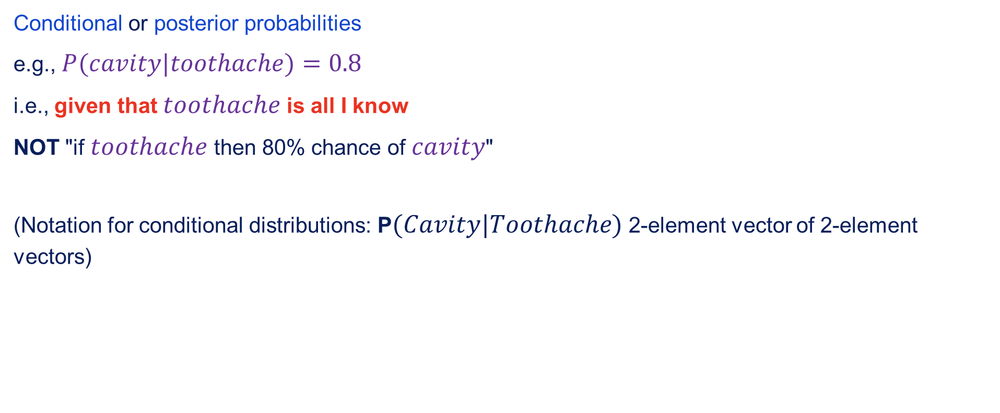 Conditional or posterior probabilities
e.g., P(cavity|toothache) = 0.8
i.e., given that toothache is all I know
NOT "if toothache then 80% chance of cavity"
(Notation for conditional distributions: P(Cavity|Toothache) 2-element vector of 2-element
vectors)